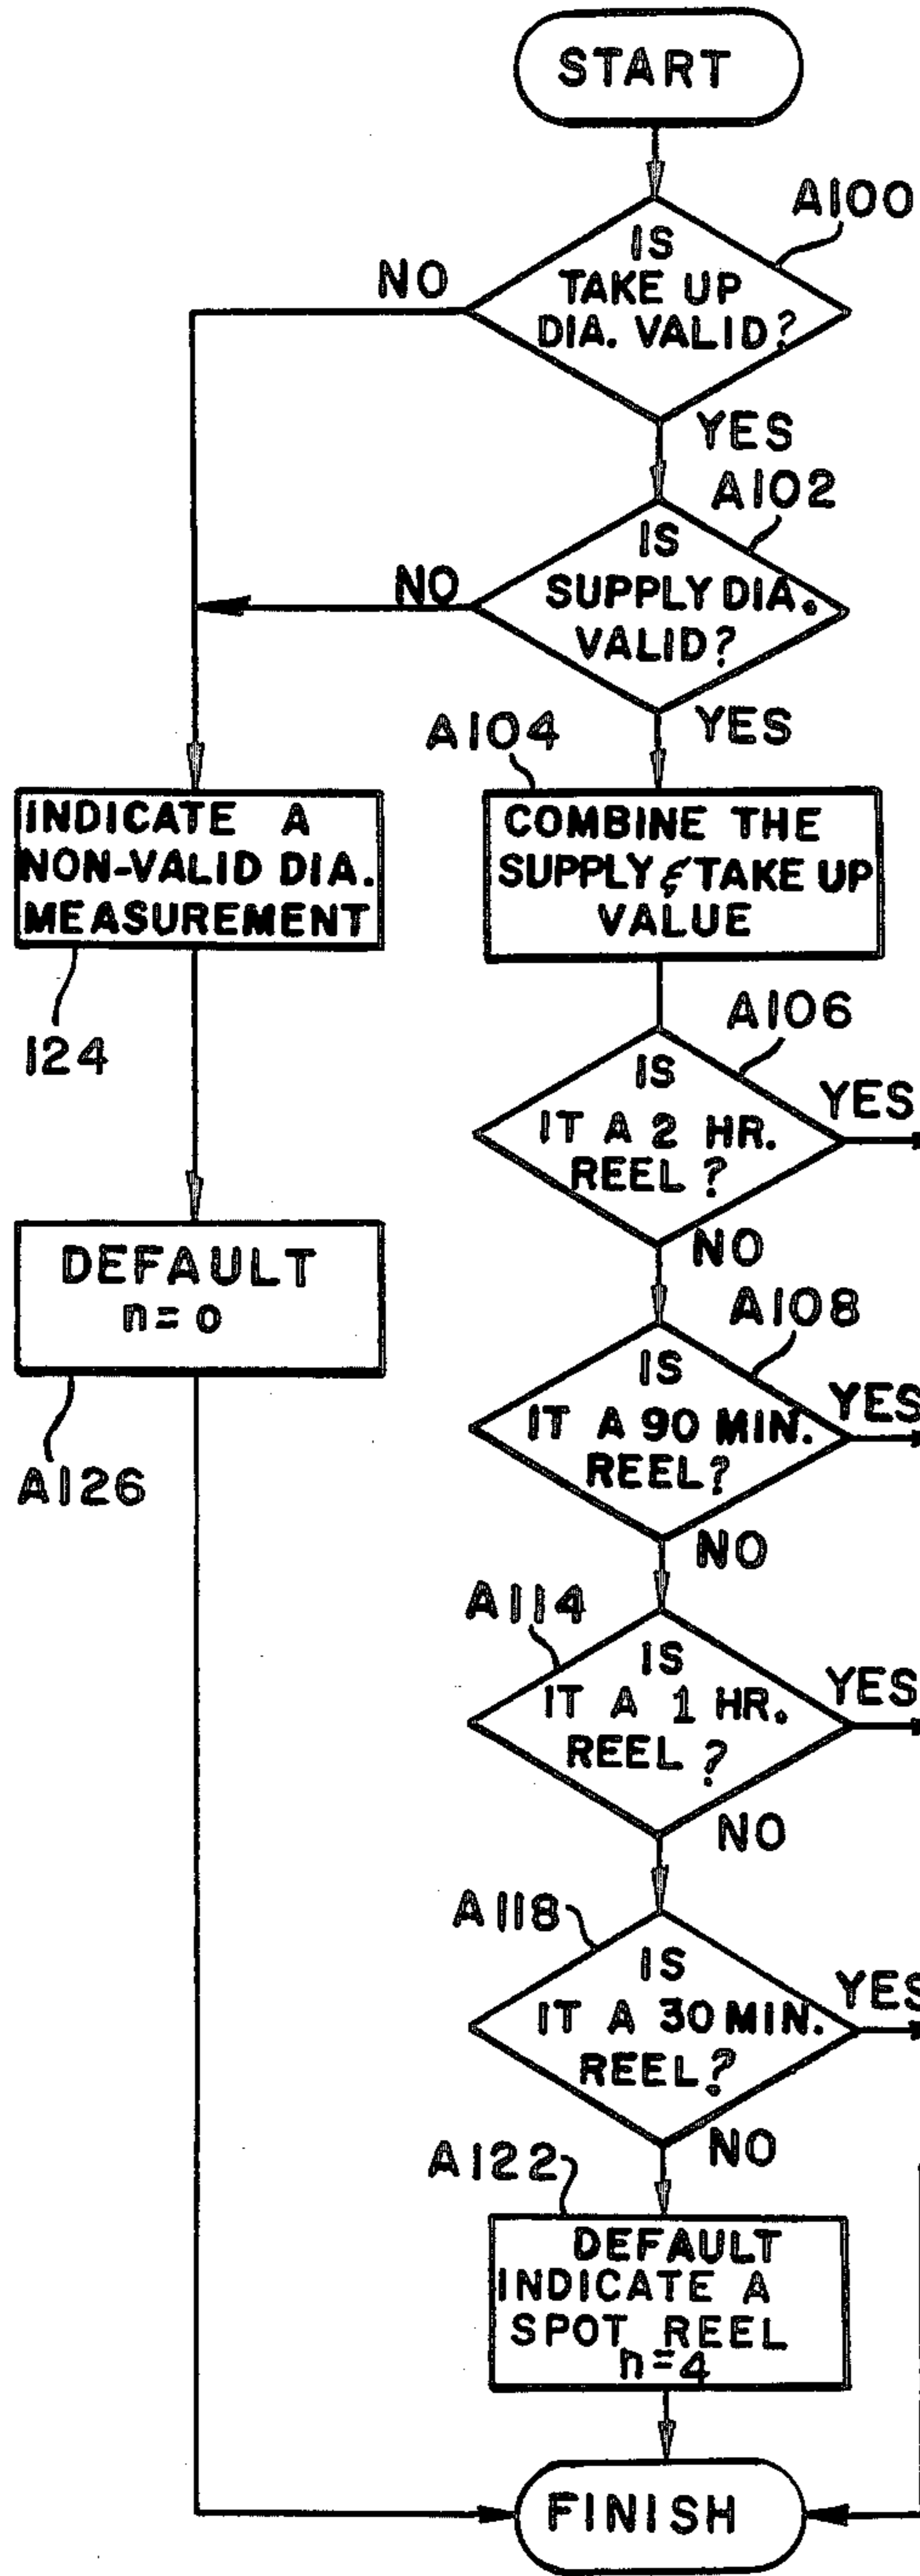 START
A100
IS
TAKE UP
DIA. VALID?
NO
YES
A102
IS
SUPPLY DIA.
VALID?
NO
YES
A104
COMBINE THE
SUPPLY & TAKE UP
VALUE
INDICATE A
NON-VALID DIA.
MEASUREMENT
124
A106
IS
IT A 2 HR.
REEL?
YES
NO
DEFAULT
n=0
A126
A108
IS
IT A 90 MIN.
REEL?
YES
NO
A114
IS
IT A 1 HR.
REEL?
YES
NO
A118
IS
IT A 30 MIN.
REEL?
YES
NO
A122
DEFAULT
INDICATE A
SPOT REEL
n=4
FINISH